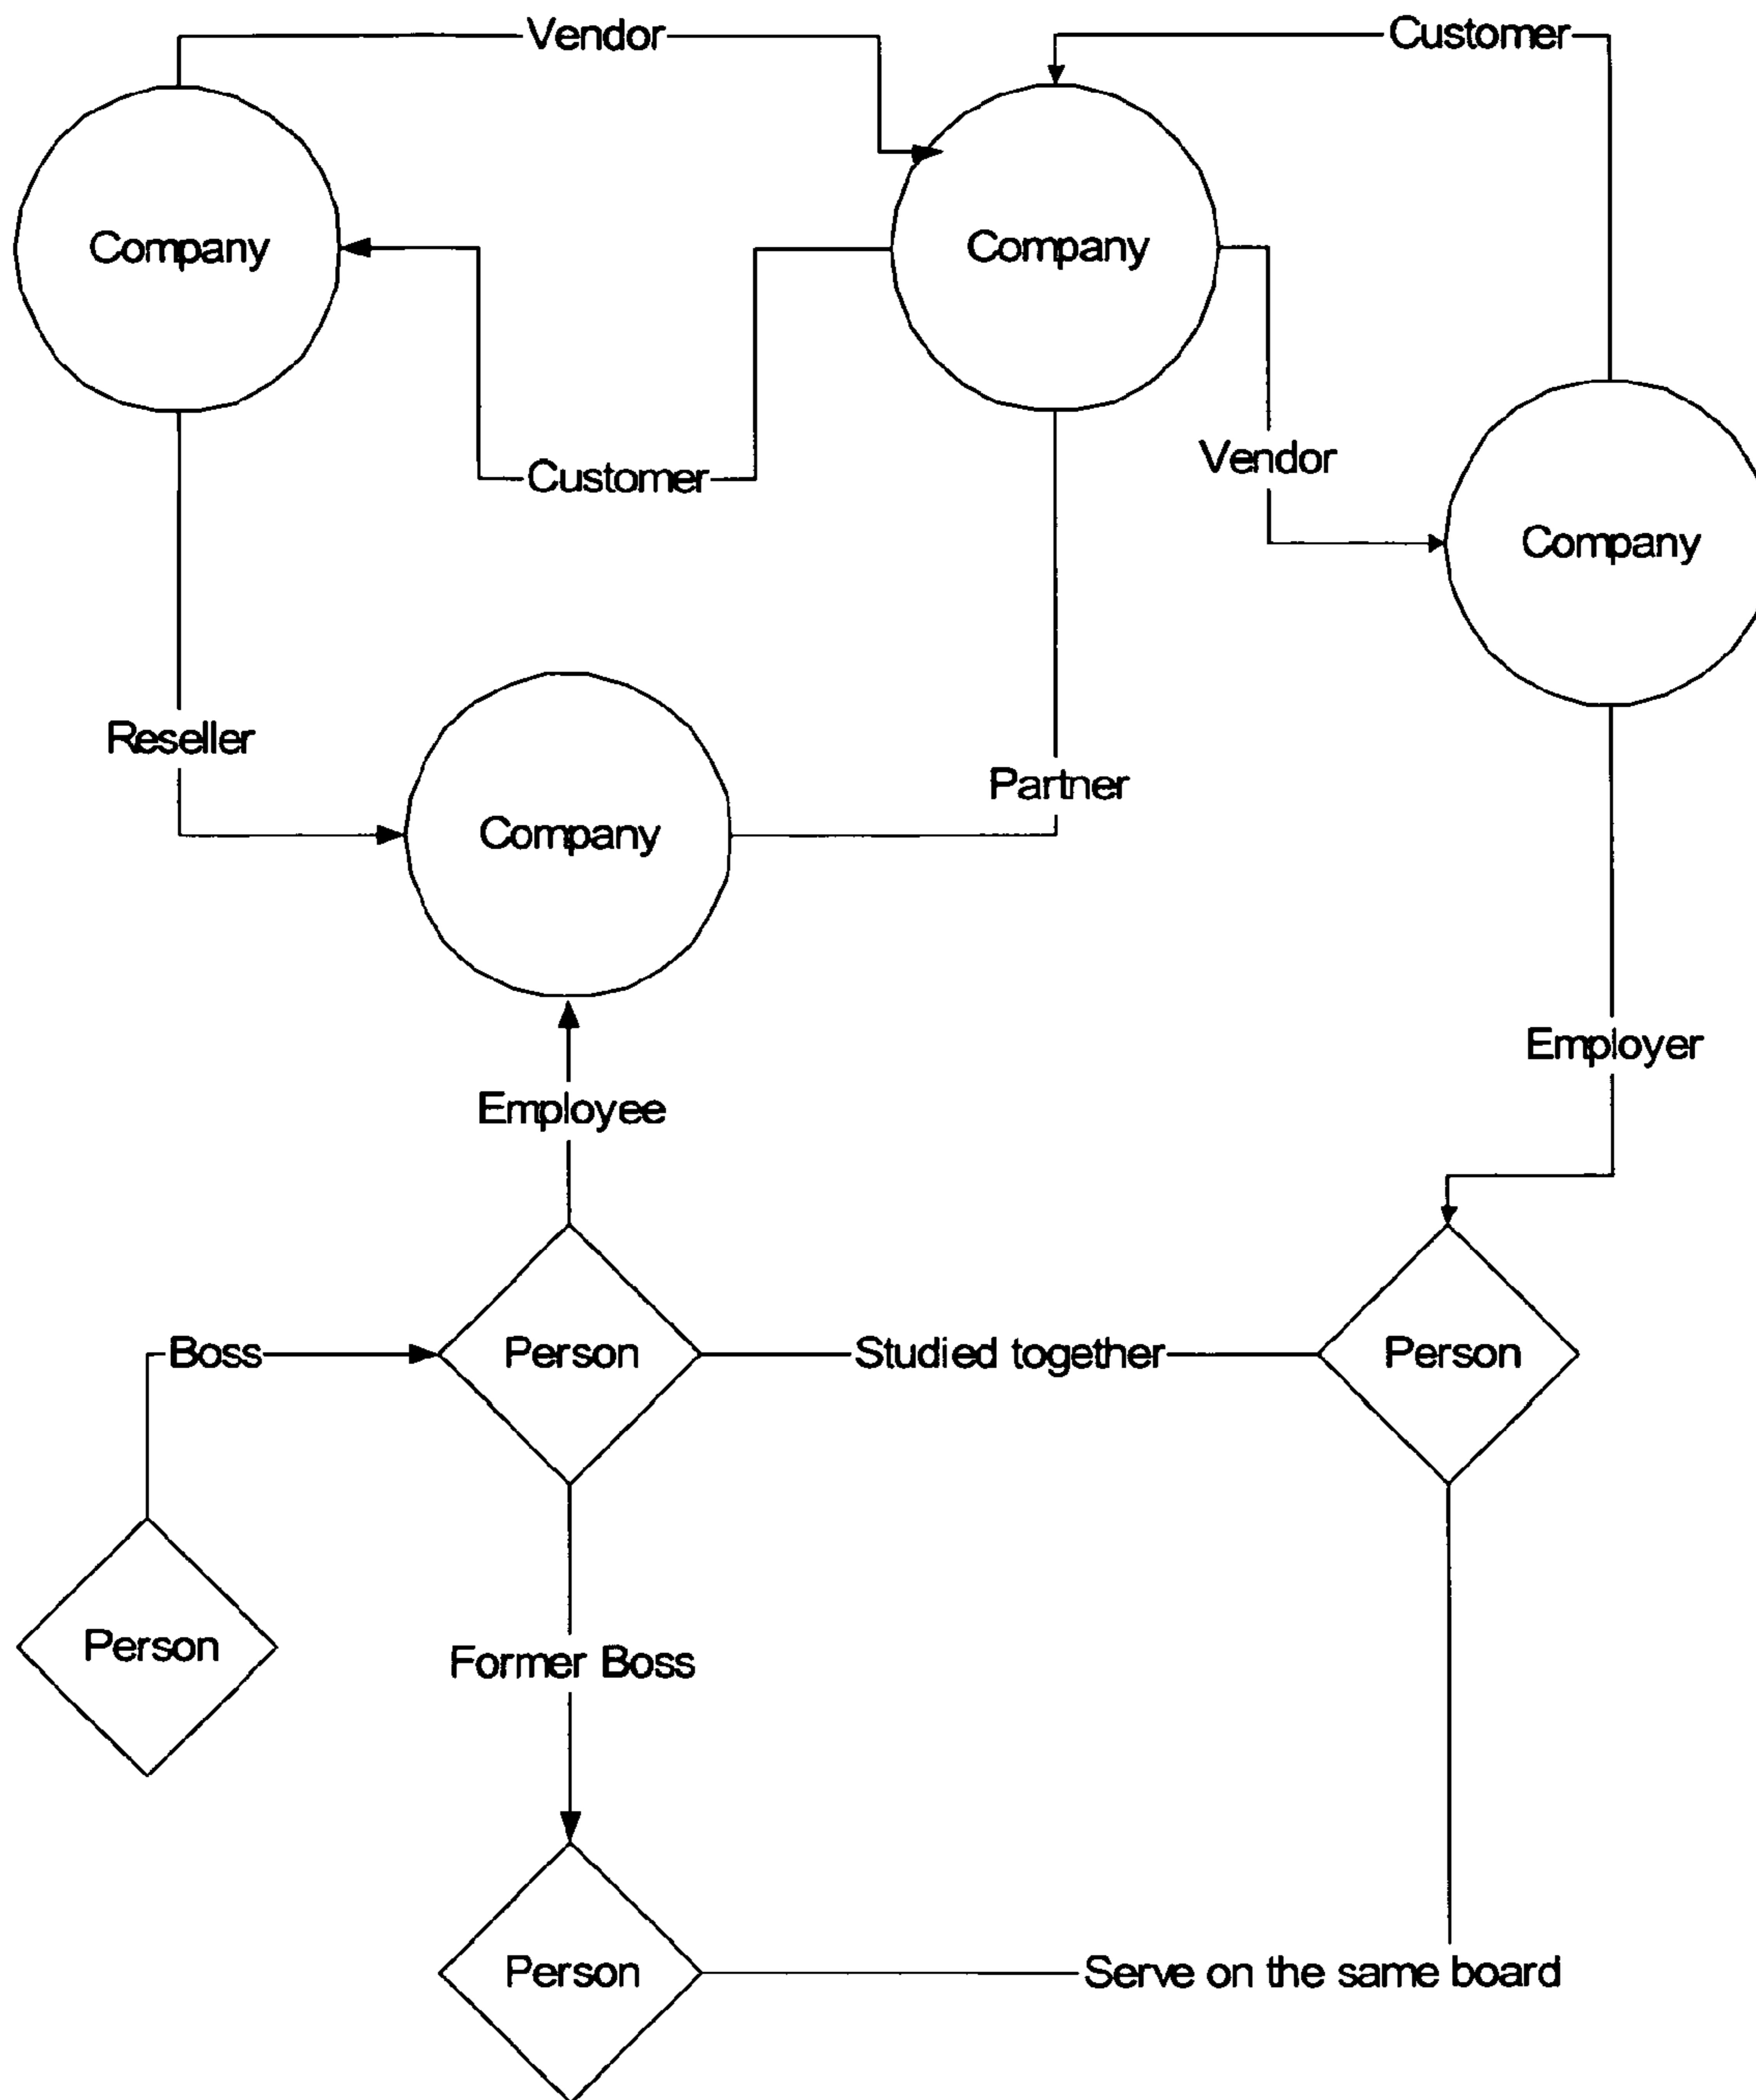 Vendor
Customer
Company
Company
Customer
Vendor
Company
Reseller
Partner
Company
Employer
Employee
Boss
Person
Studied together
Person
Person
Former Boss
Person
Serve on the same board